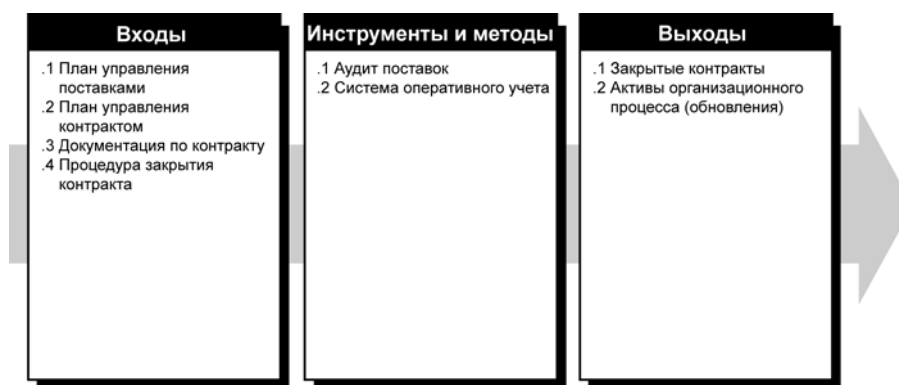 Входы
.1 План управления
поставками
.2 План управления
контрактом
.3 Документация по контракту
.4 Процедура закрытия
контракта
Инструменты и методы
.1 Аудит поставок
.2 Система оперативного учета
Выходы
.1 Закрытые контракты
.2 Активы организационного
процесса (обновления)